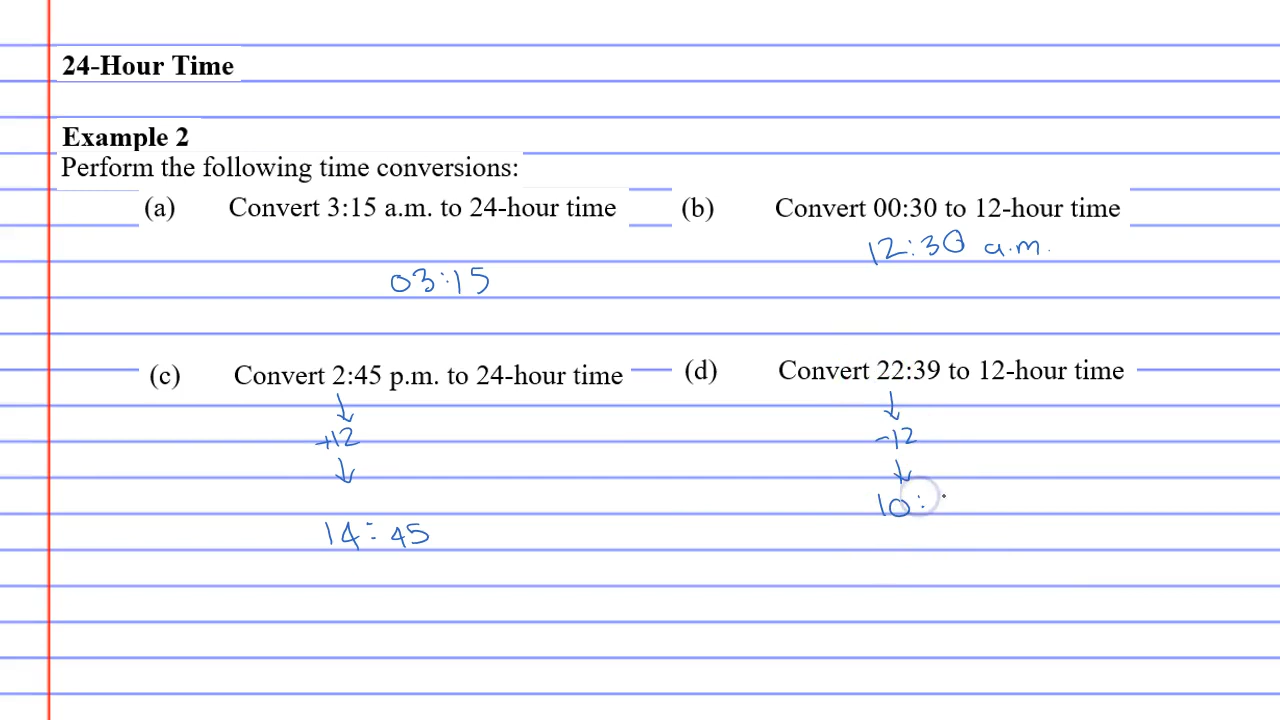 24-Hour Time
Example 2
Perform the following time conversions:
(a) Convert 3:15 a.m. to 24-hour time
03:15
(b) Convert 00:30 to 12-hour time
12:30 a.m.
(c) Convert 2:45 p.m. to 24-hour time
+12
14:45
(d) Convert 22:39 to 12-hour time
-12
10: